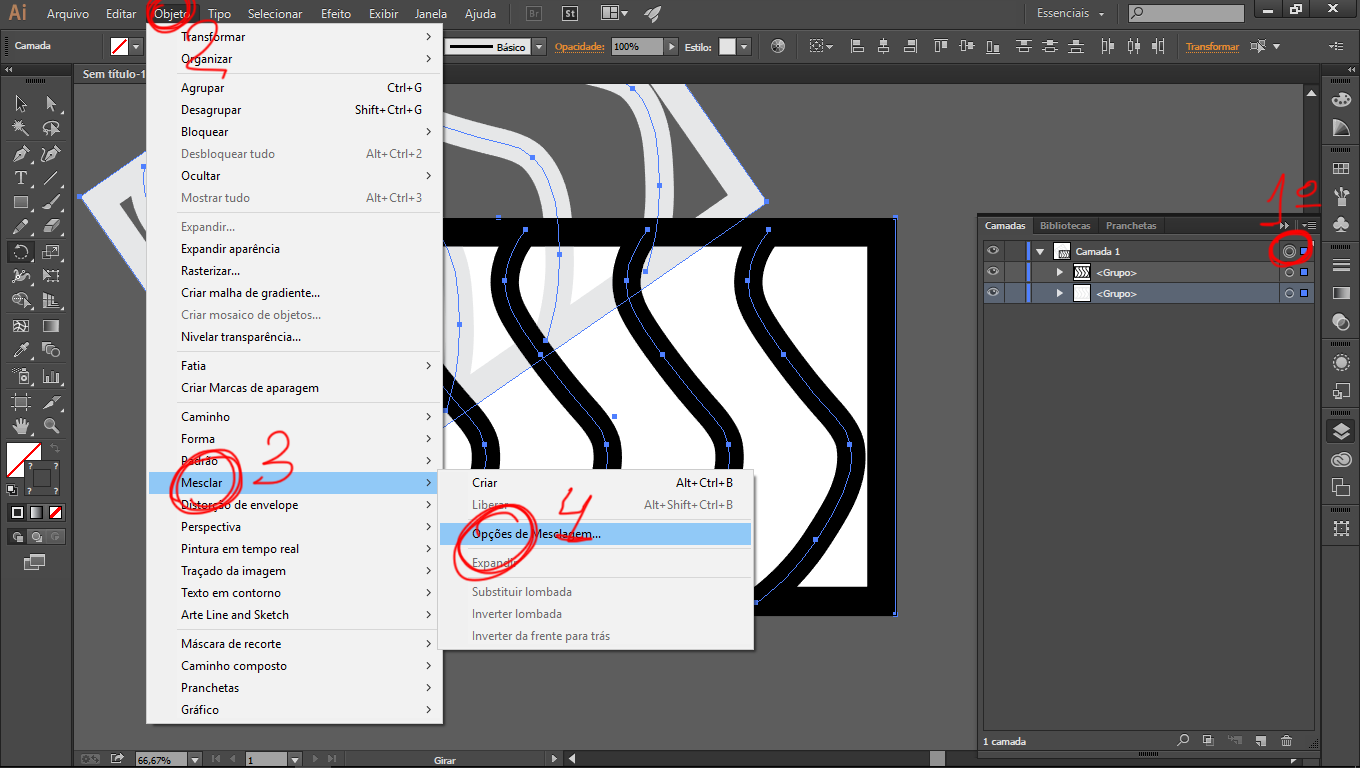 Ai Arquivo Editar Objeto Tipo Selecionar Efeito Exibir Janela Ajuda Br St Essenciais
Camada Básico Opacidade: 100% Estilo: Transformar
Sem título-1
Transformar
Organizar
Agrupar Ctrl+G
Desagrupar Shift+Ctrl+G
Bloquear
Desbloquear tudo Alt+Ctrl+2
Ocultar
Mostrar tudo Alt+Ctrl+3
Expandir...
Expandir aparência
Rasterizar...
Criar malha de gradiente...
Criar mosaico de objetos...
Nivelar transparência...
Fatia
Criar Marcas de aparagem
Caminho
Forma
Padrão
Mesclar
Distorção de envelope
Perspectiva
Pintura em tempo real
Traçado da imagem
Texto em contorno
Arte Line and Sketch
Máscara de recorte
Caminho composto
Pranchetas
Gráfico
Criar Alt+Ctrl+B
Liberar Alt+Shift+Ctrl+B
Opções de Mesclagem...
Expandir
Substituir lombada
Inverter lombada
Inverter da frente para trás
1º
2
3
4
Camadas Bibliotecas Pranchetas
Camada 1
<Grupo>
<Grupo>
1 camada
66,67% 1 Girar